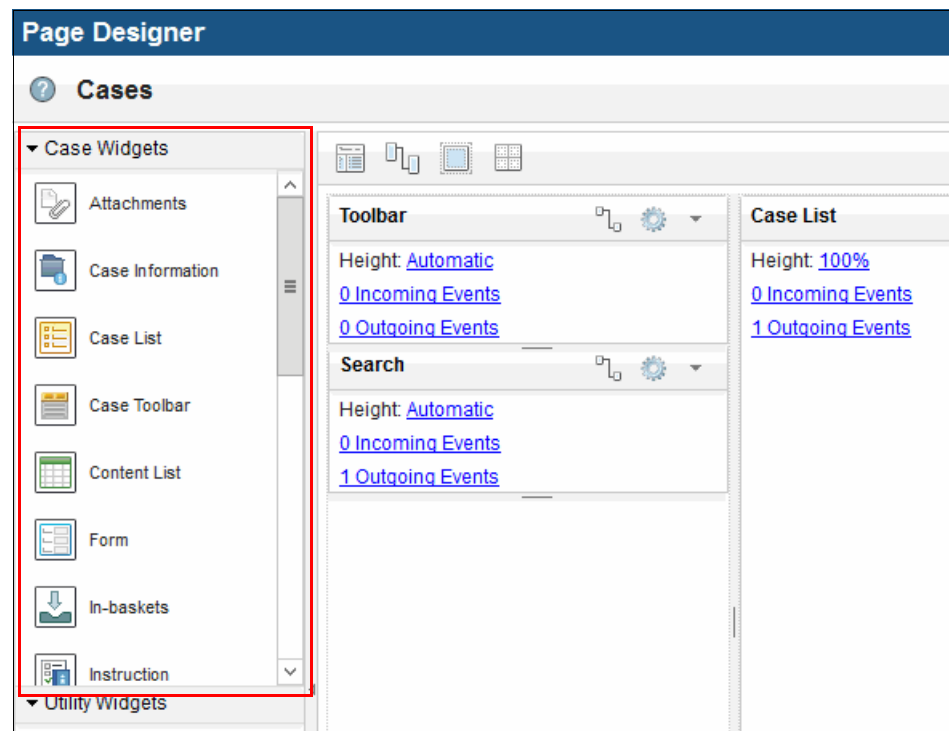 Page Designer
Cases
Case Widgets
Attachments
Case Information
Case List
Case Toolbar
Content List
Form
In-baskets
Instruction
Utility Widgets
Toolbar
Height: Automatic
0 Incoming Events
0 Outgoing Events
Search
Height: Automatic
0 Incoming Events
1 Outgoing Events
Case List
Height: 100%
0 Incoming Events
1 Outgoing Events